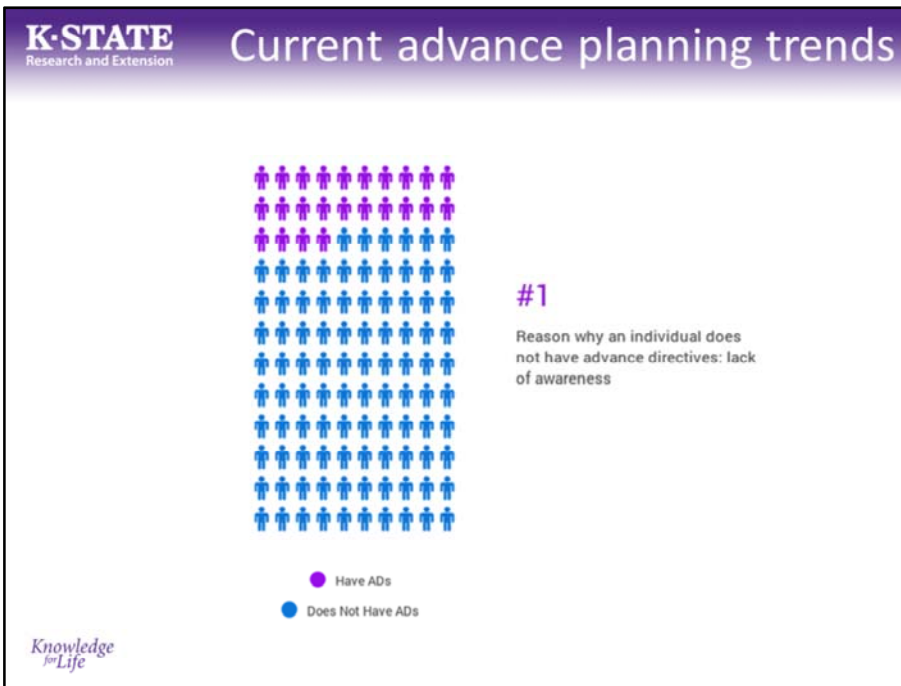 K·STATE
Research and Extension
Current advance planning trends
#1
Reason why an individual does
not have advance directives: lack
of awareness
Have ADs
Does Not Have ADs
Knowledge
for Life